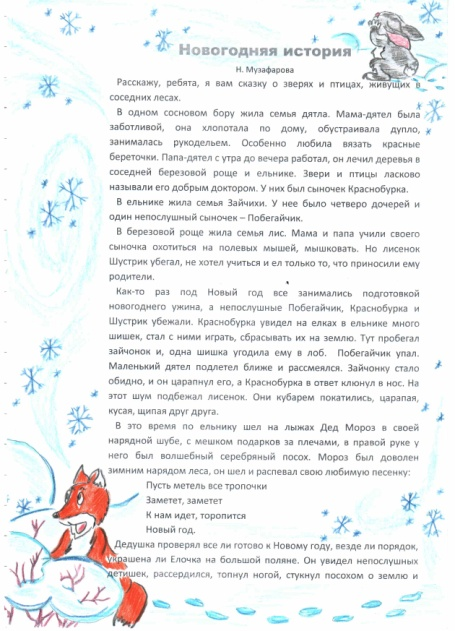 Новогодняя история
Н. Музафарова
Расскажу, ребята, я вам сказку о зверях и птицах, живущих в
соседних лесах.
В одном сосновом бору жила семья дятла. Мама-дятел была
заботливой, она хлопотала по дому, обустраивала дупло,
занималась рукодельем. Особенно любила вязать красные
береточки. Папа-дятел с утра до вечера работал, он лечил деревья в
соседней березовой роще и ельнике. Звери и птицы ласково
называли его добрым доктором. У них был сыночек Краснобурка.
В ельнике жила семья Зайчихи. У нее было четверо дочерей и
один непослушный сыночек – Побегайчик.
В березовой роще жила семья лис. Мама и папа учили своего
сыночка охотиться на полевых мышей, мышковать. Но лисенок
Шустрик убегал, не хотел учиться и ел только то, что приносили ему
родители.
Как-то раз под Новый год все занимались подготовкой
новогоднего ужина, а непослушные Побегайчик, Краснобурка и
Шустрик убежали. Краснобурка увидел на елках в ельнике много
шишек, стал с ними играть, сбрасывать их на землю. Тут пробегал
зайчонок и, одна шишка угодила ему в лоб. Побегайчик упал.
Маленький дятел подлетел ближе и рассмеялся. Зайчонку стало
обидно, и он царапнул его, а Краснобурка в ответ клюнул в нос. На
этот шум подбежал лисенок. Они кубарем покатились, царапая,
кусая, щипая друг друга.
В это время по ельнику шел на лыжах Дед Мороз в своей
нарядной шубе, с мешком подарков за плечами, в правой руке у
него был волшебный серебряный посох. Мороз был доволен
зимним нарядом леса, он шел и распевал свою любимую песенку:
Пусть метель все тропочки
Заметет, заметет
К нам идет, торопится
Новый год.
Дедушка проверял все ли готово к Новому году, везде ли порядок,
украшена ли Елочка на большой поляне. Он увидел непослушных
детишек, рассердился, топнул ногой, стукнул посохом о землю и